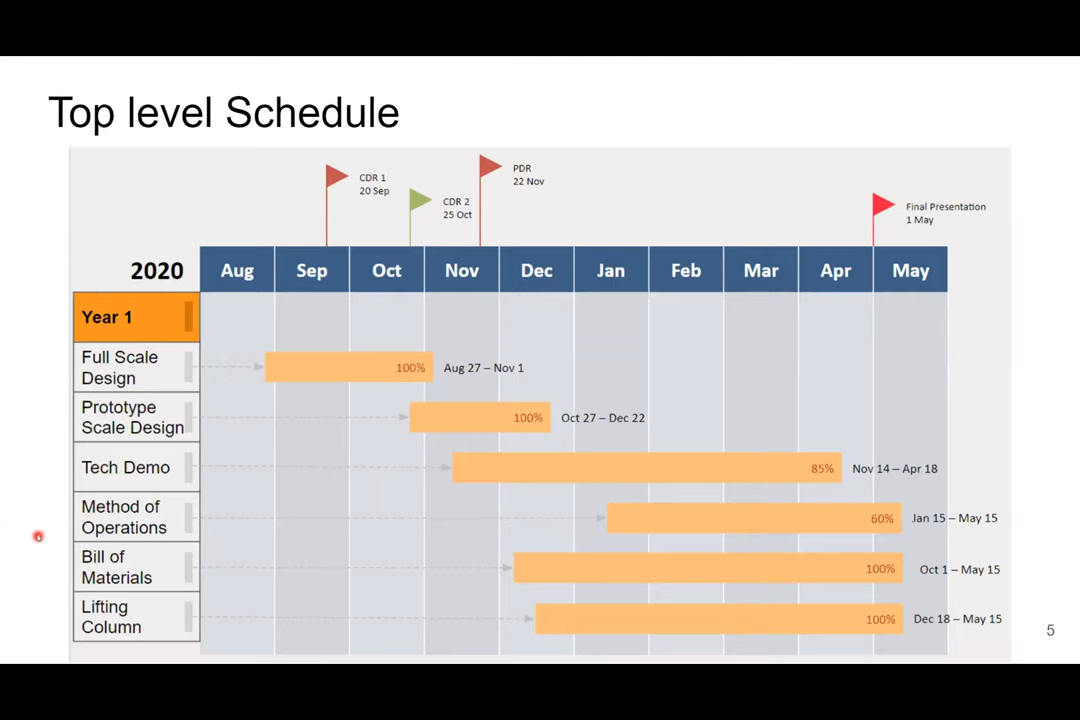 Top level Schedule
CDR 1
20 Sep
CDR 2
25 Oct
PDR
22 Nov
Final Presentation
1 May
2020 Aug Sep Oct Nov Dec Jan Feb Mar Apr May
Year 1
Full Scale
Design
100% Aug 27 – Nov 1
Prototype
Scale Design
100% Oct 27 – Dec 22
Tech Demo 85% Nov 14 – Apr 18
Method of
Operations
60% Jan 15 – May 15
Bill of
Materials
100% Oct 1 – May 15
Lifting
Column
100% Dec 18 – May 15
5